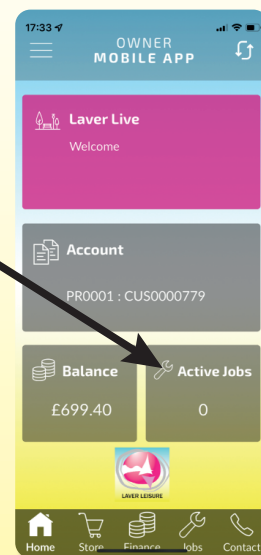 17:33
OWNER
MOBILE APP
Laver Live
Welcome
Account
PR0001 : CUS0000779
Balance
Active Jobs
£699.40
0
LAVER LEISURE
Home Store Finance Jobs Contact